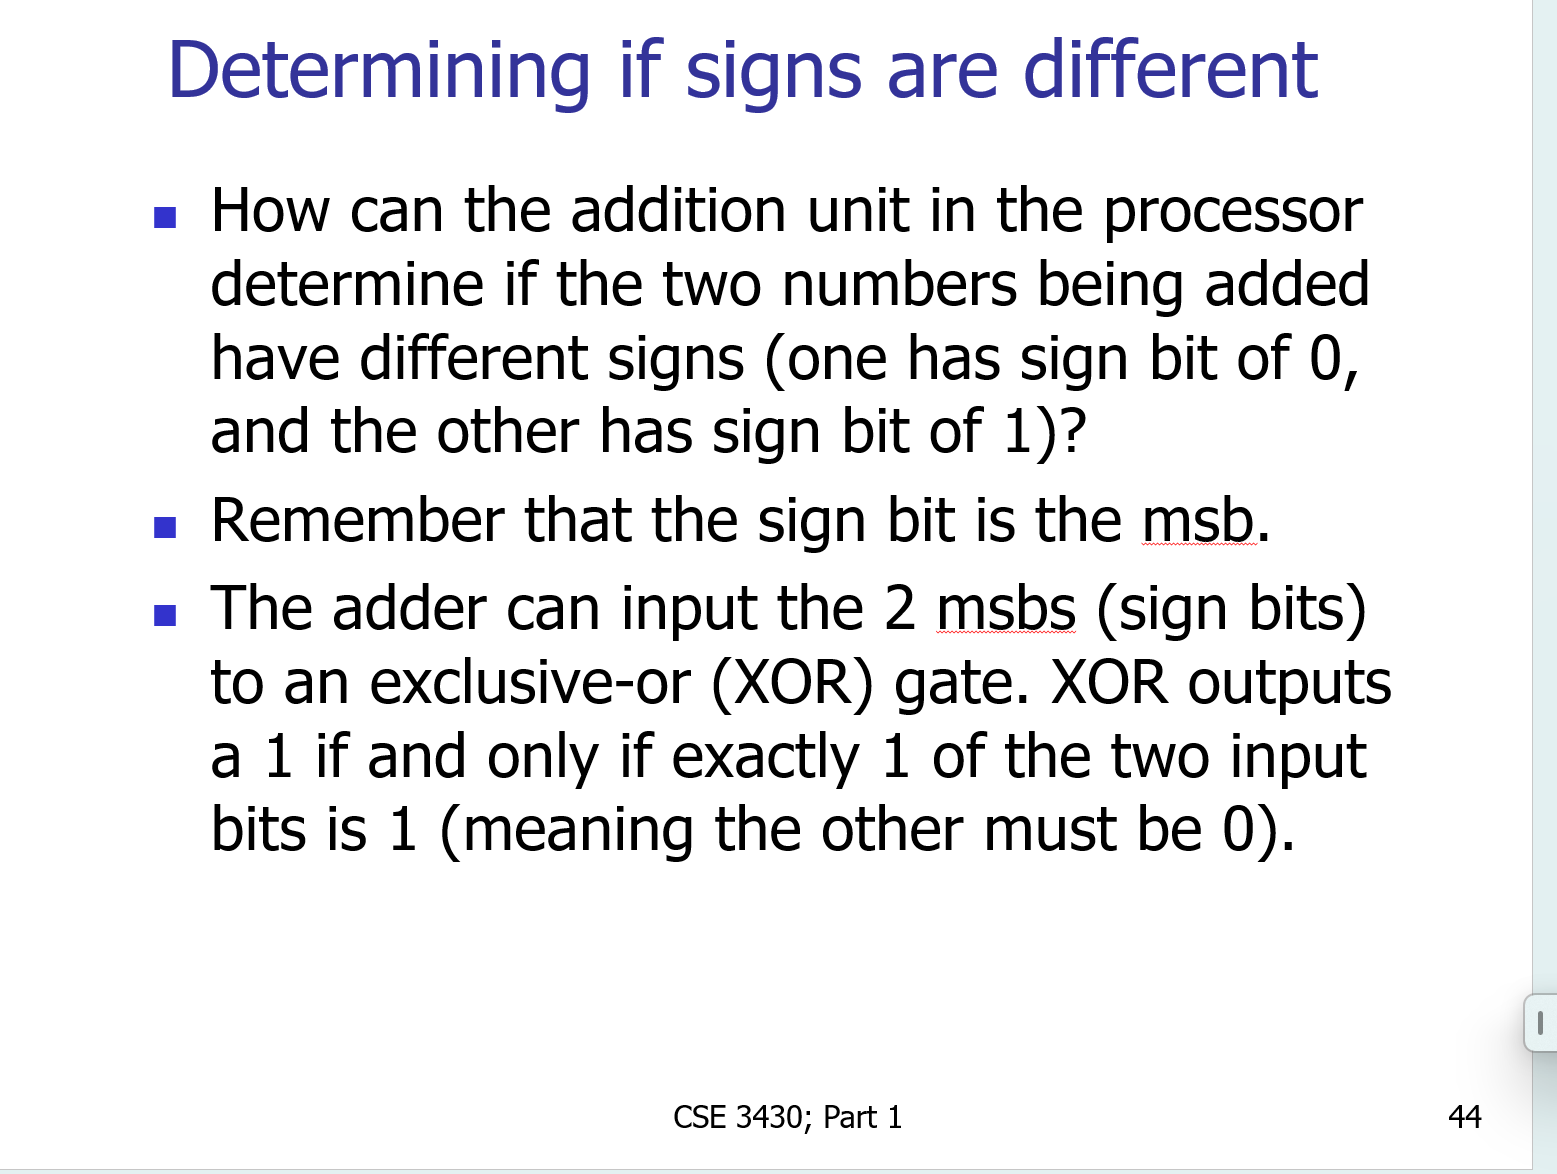 Determining if signs are different
How can the addition unit in the processor
determine if the two numbers being added
have different signs (one has sign bit of 0,
and the other has sign bit of 1)?
Remember that the sign bit is the msb.
The adder can input the 2 msbs (sign bits)
to an exclusive-or (XOR) gate. XOR outputs
a 1 if and only if exactly 1 of the two input
bits is 1 (meaning the other must be 0).
CSE 3430; Part 1
44